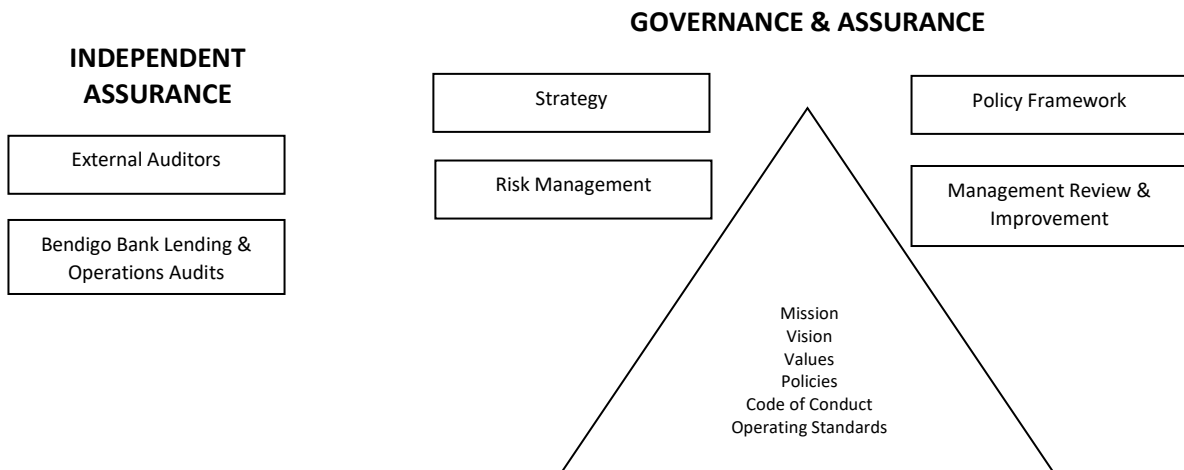 GOVERNANCE & ASSURANCE
INDEPENDENT
ASSURANCE
Strategy
Policy Framework
External Auditors
Risk Management
Management Review &
Improvement
Bendigo Bank Lending &
Operations Audits
Mission
Vision
Values
Policies
Code of Conduct
Operating Standards